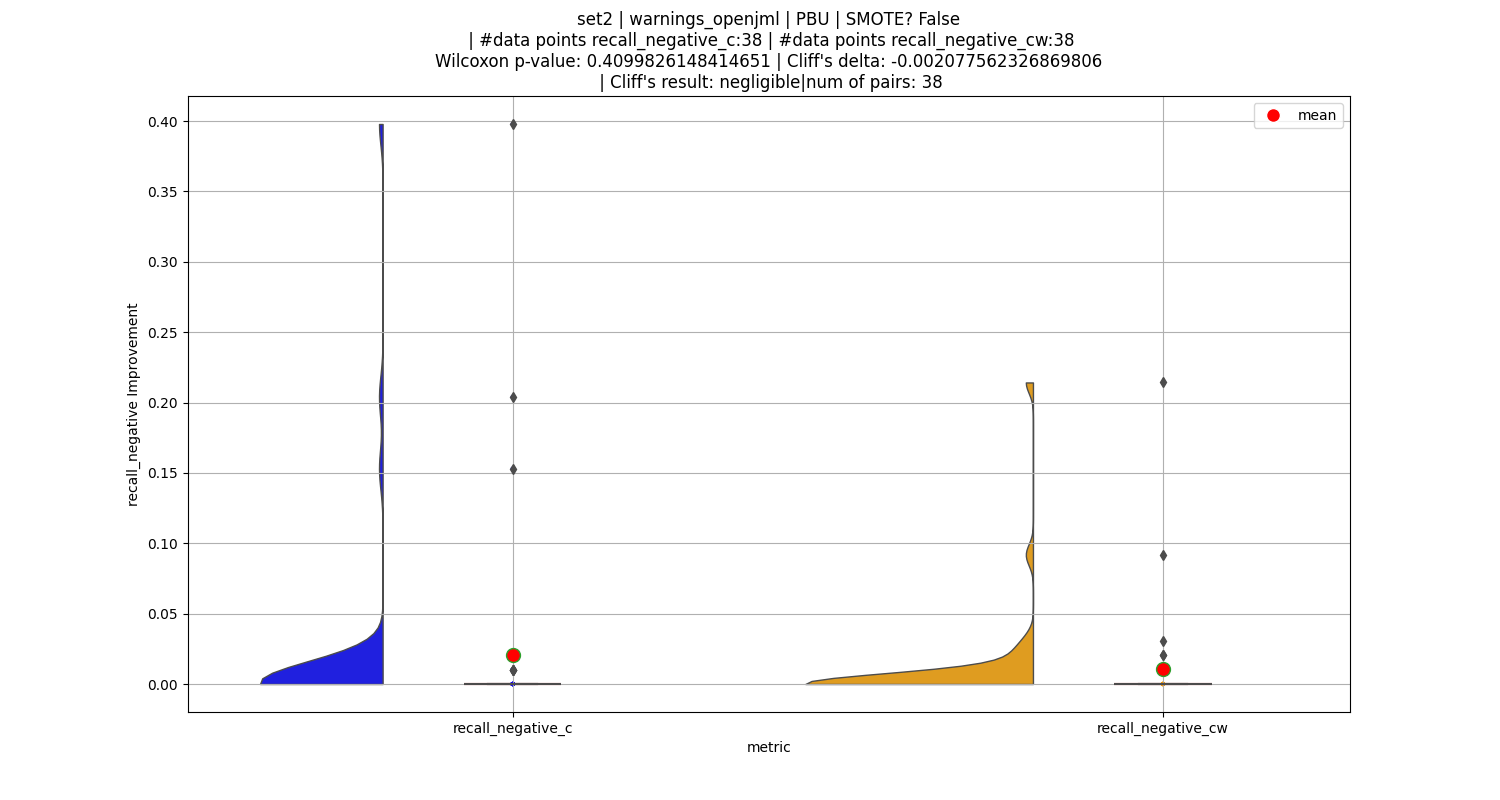 set2 | warnings_openjml | PBU | SMOTE? False
| #data points recall_negative_c:38 | #data points recall_negative_cw:38
Wilcoxon p-value: 0.4099826148414651 | Cliff's delta: -0.002077562326869806
| Cliff's result: negligible|num of pairs: 38
mean
0.40
0.35
0.30
0.25
0.20
0.15
0.10
0.05
0.00
recall_negative Improvement
recall_negative_c
recall_negative_cw
metric